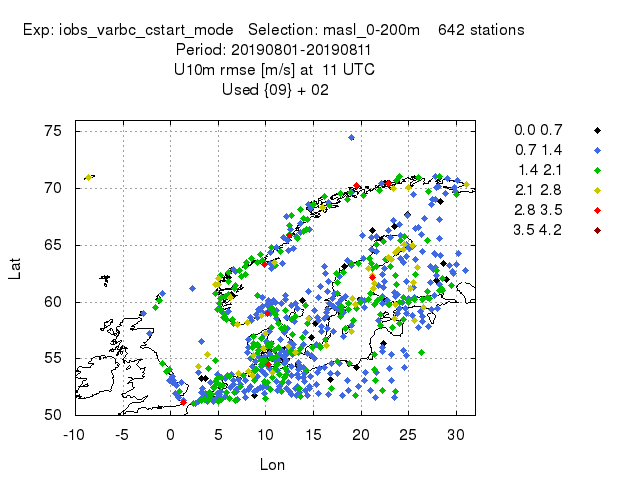 Exp: iobs_varbc_cstart_mode   Selection: masl_0-200m    642 stations
Period: 20190801-20190811
U10m rmse [m/s] at  11 UTC
Used {09} + 02
0.0 0.7
0.7 1.4
1.4 2.1
2.1 2.8
2.8 3.5
3.5 4.2
75
70
65
60
55
50
Lat
-10 -5 0 5 10 15 20 25 30
Lon